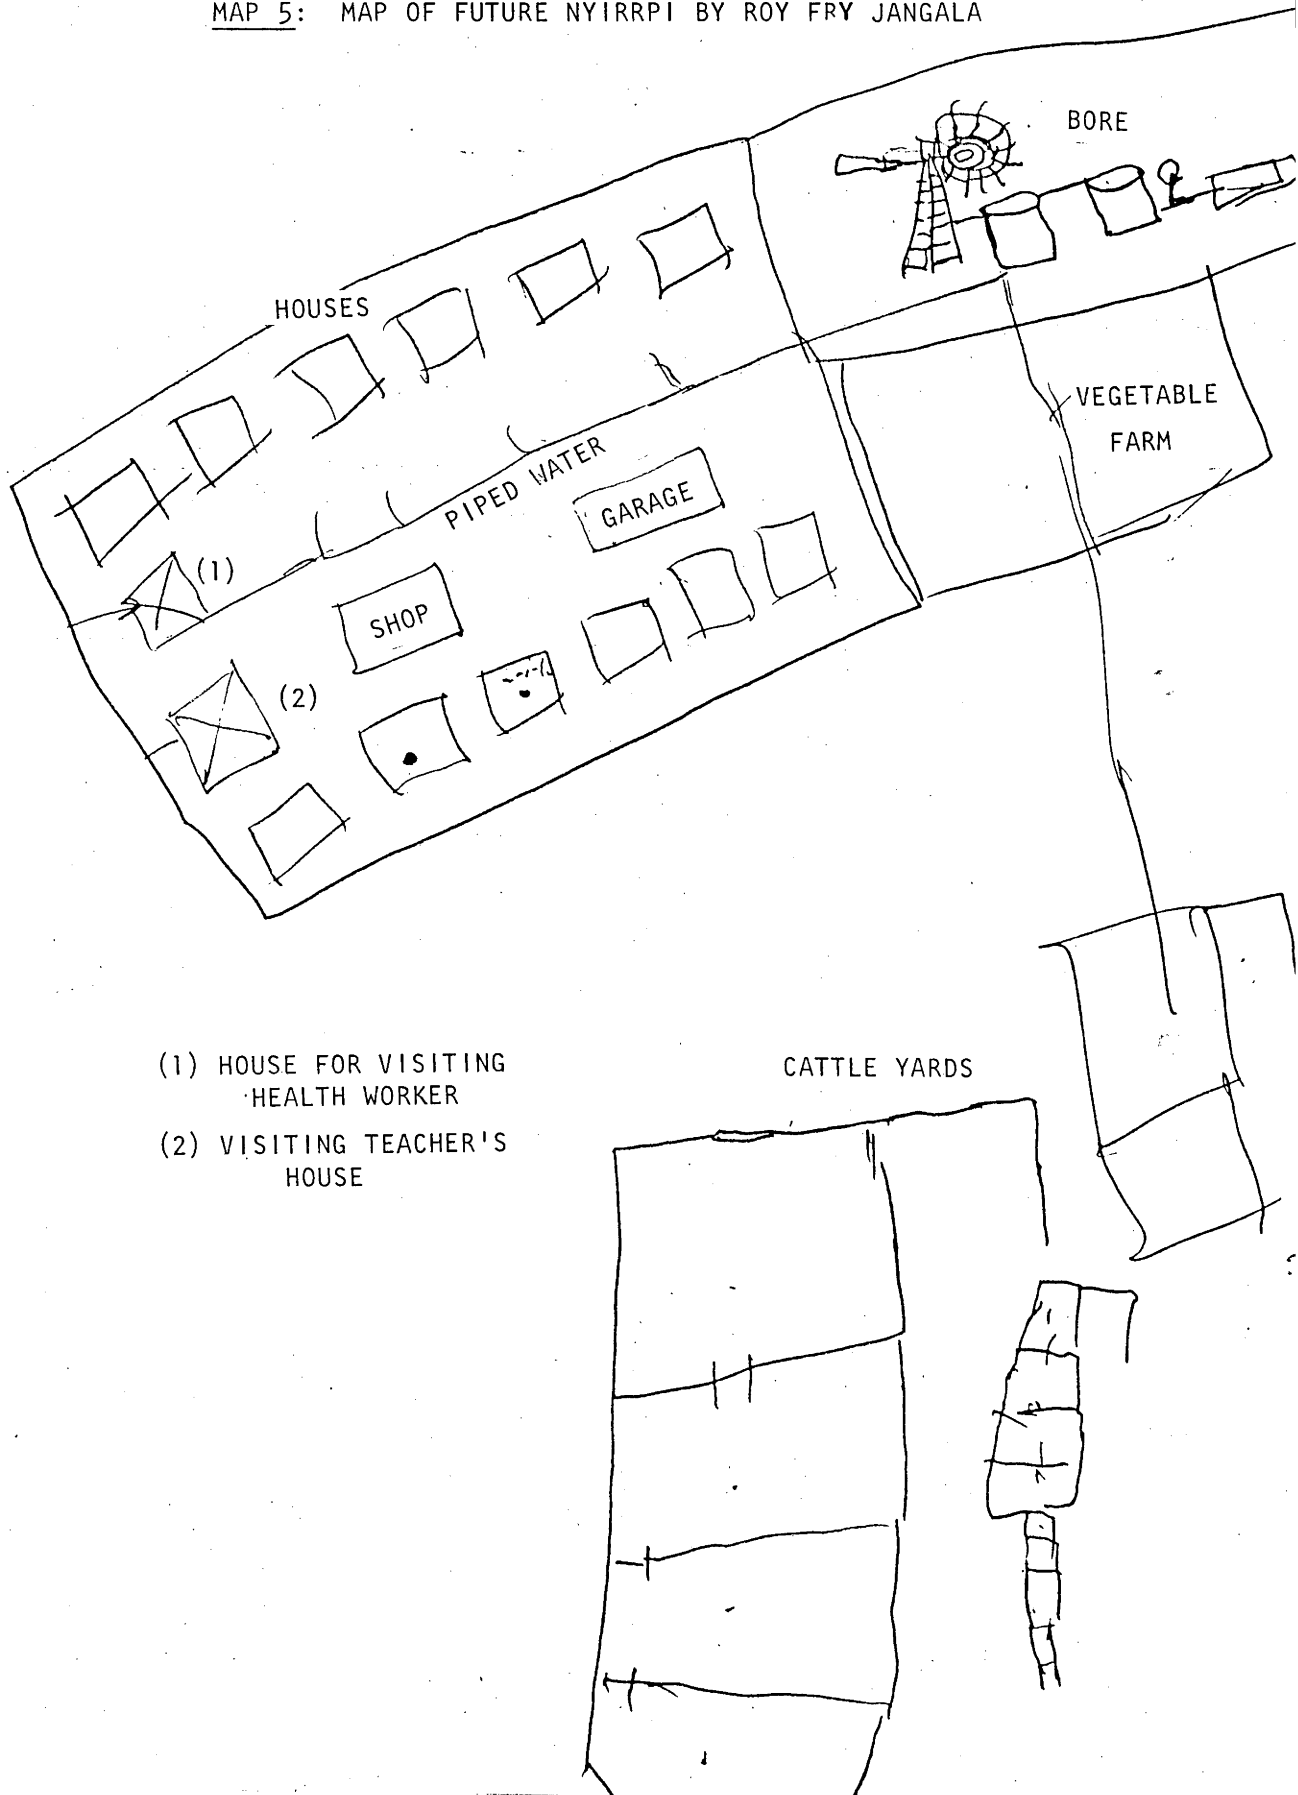 MAP 5: MAP OF FUTURE NYIRRPI BY ROY FRY JANGALA
BORE
HOUSES
VEGETABLE
FARM
PIPED WATER
GARAGE
(1)
SHOP
(2)
(1) HOUSE FOR VISITING
HEALTH WORKER
(2) VISITING TEACHER'S
HOUSE
CATTLE YARDS